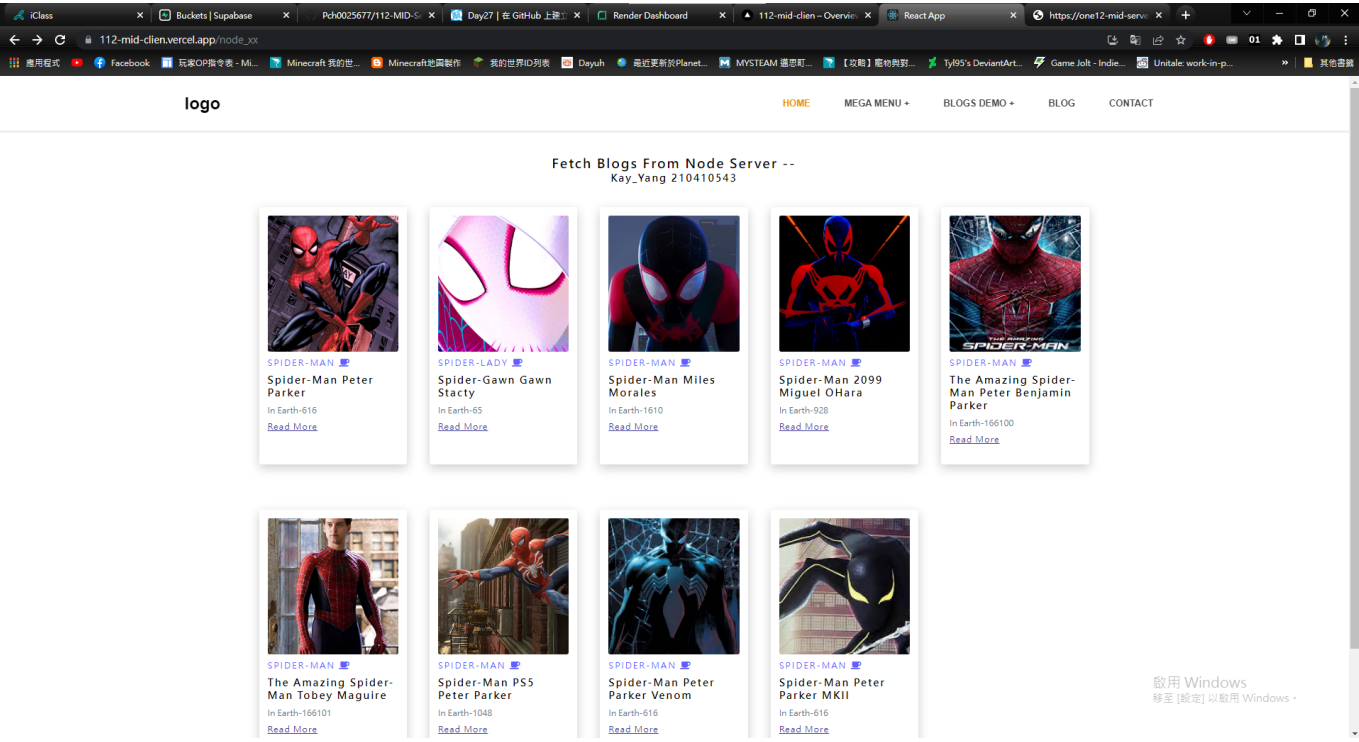 iClass
Buckets | Supabase
Pch0025677/112-MID-Se
Day27 | 在 GitHub 上建立
Render Dashboard
112-mid-clien – Overview
React App
https://one12-mid-serve
112-mid-clien.vercel.app/node_xx
應用程式
Facebook
玩家OP指令表 - Mi...
Minecraft 我的世...
Minecraft地圖製作
我的世界ID列表
Dayuh
最近更新於Planet...
MYSTEAM 邁思町...
【攻略】寵物與對...
Tyl95's DeviantArt...
Game Jolt - Indie...
Unitale: work-in-p...
»
其他書籤
logo
HOME
MEGA MENU +
BLOGS DEMO +
BLOG
CONTACT
Fetch Blogs From Node Server --
Kay_Yang 210410543
SPIDER-MAN
Spider-Man Peter
Parker
In Earth-616
Read More
SPIDER-LADY
Spider-Gawn Gawn
Stacty
In Earth-65
Read More
SPIDER-MAN
Spider-Man Miles
Morales
In Earth-1610
Read More
SPIDER-MAN
Spider-Man 2099
Miguel OHara
In Earth-928
Read More
THE AMAZING
SPIDER-MAN
SPIDER-MAN
The Amazing Spider-
Man Peter Benjamin
Parker
In Earth-166100
Read More
SPIDER-MAN
The Amazing Spider-
Man Tobey Maguire
In Earth-166101
Read More
SPIDER-MAN
Spider-Man PS5
Peter Parker
In Earth-1048
Read More
SPIDER-MAN
Spider-Man Peter
Parker Venom
In Earth-616
Read More
SPIDER-MAN
Spider-Man Peter
Parker MKII
In Earth-616
Read More
啟用 Windows
移至 [設定] 以啟用 Windows。